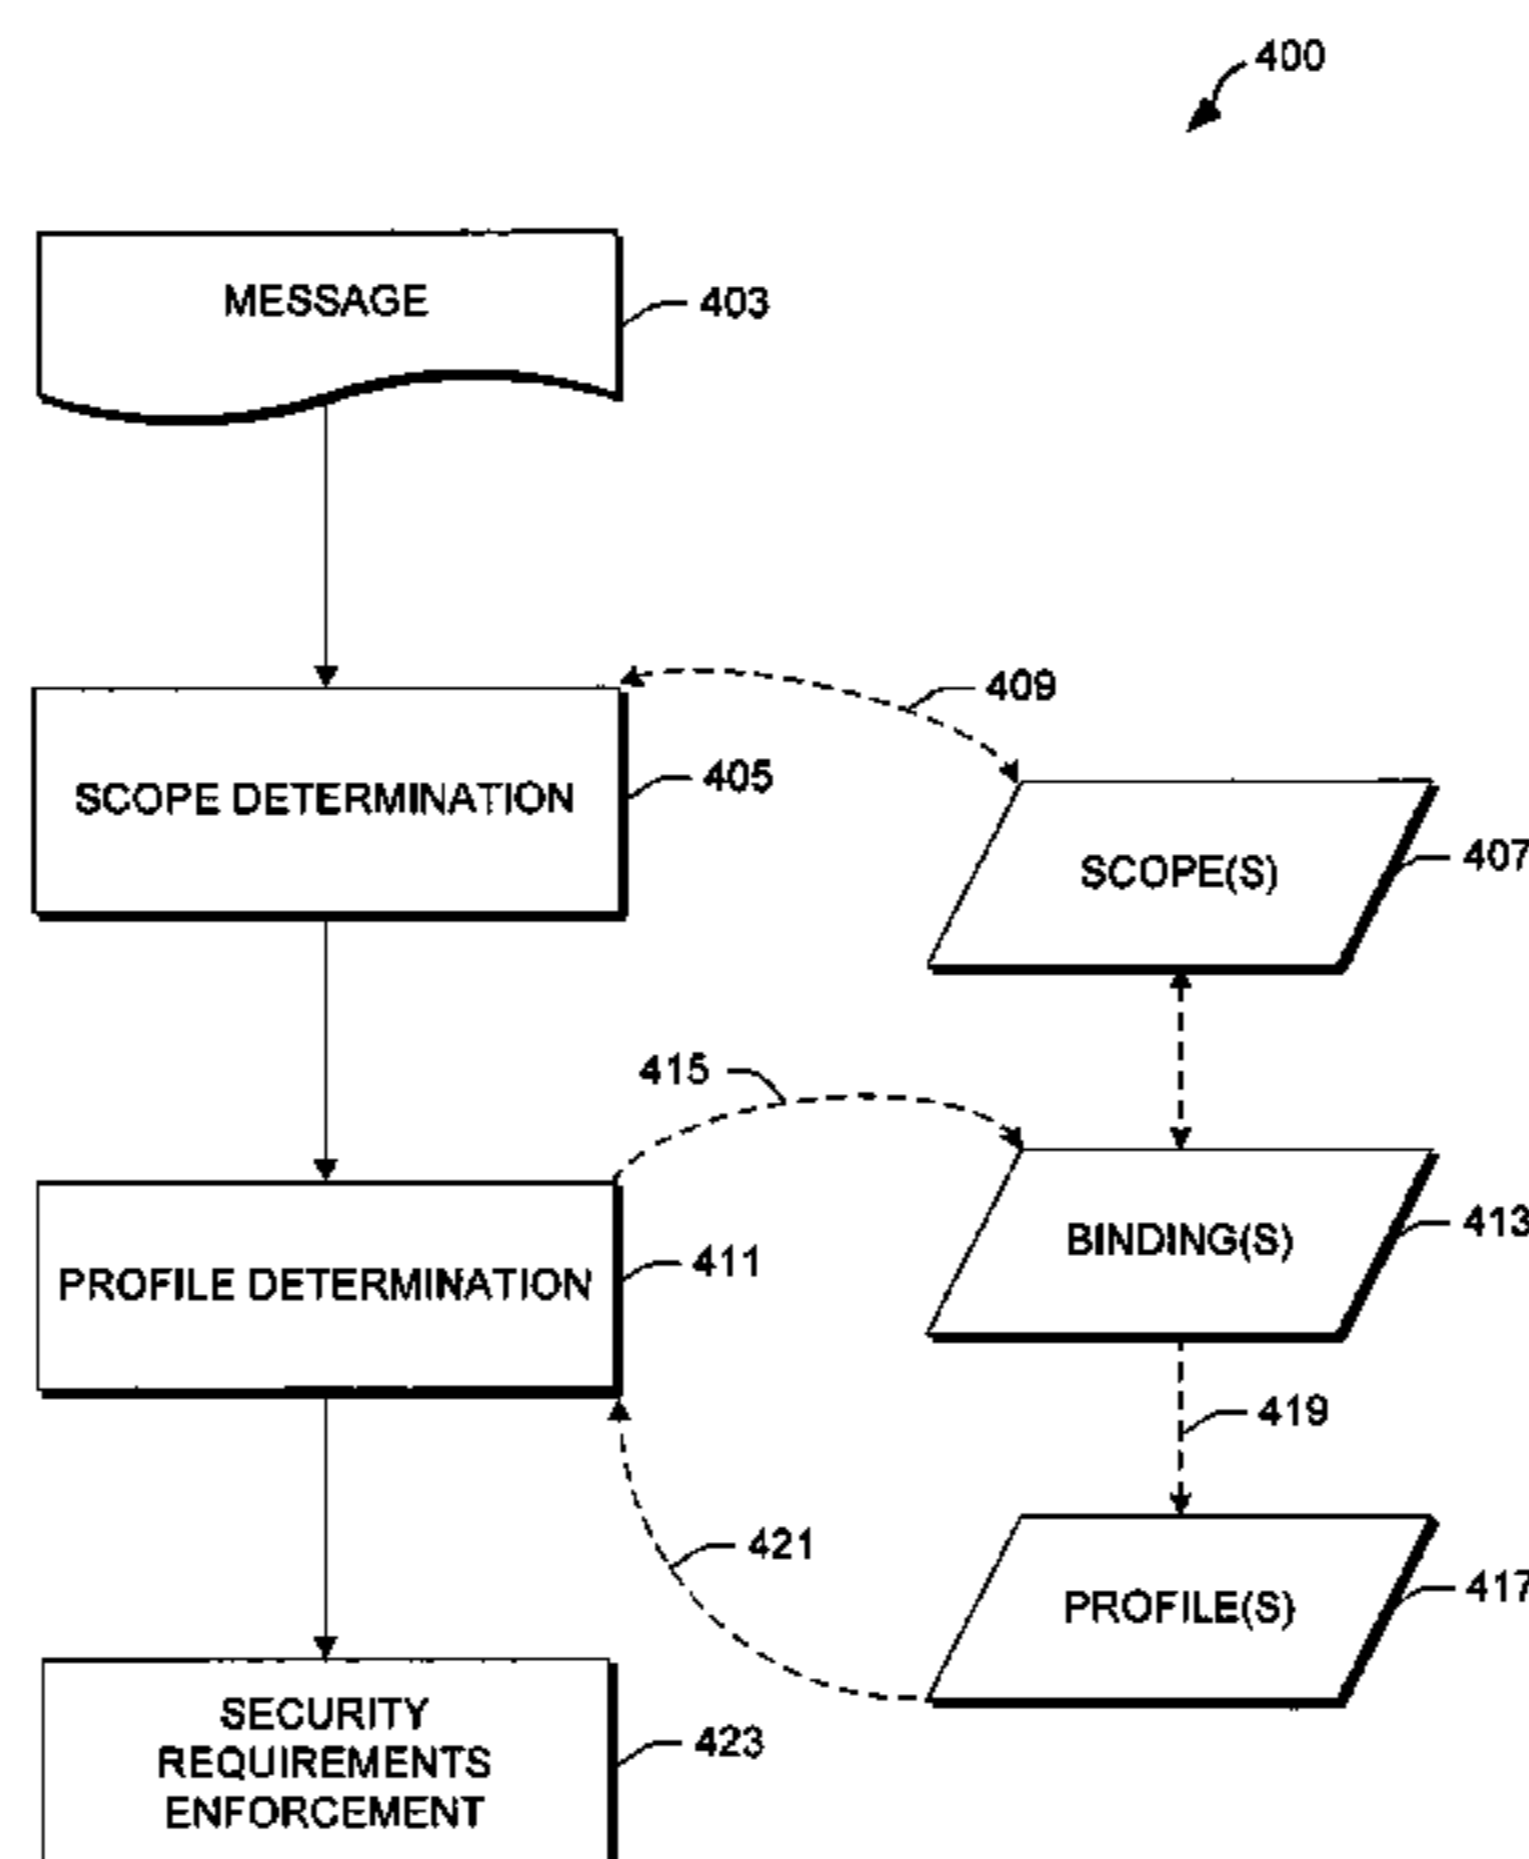 400
MESSAGE
403
409
SCOPE DETERMINATION
405
SCOPE(S)
407
415
PROFILE DETERMINATION
411
BINDING(S)
413
419
421
PROFILE(S)
417
SECURITY
REQUIREMENTS
ENFORCEMENT
423